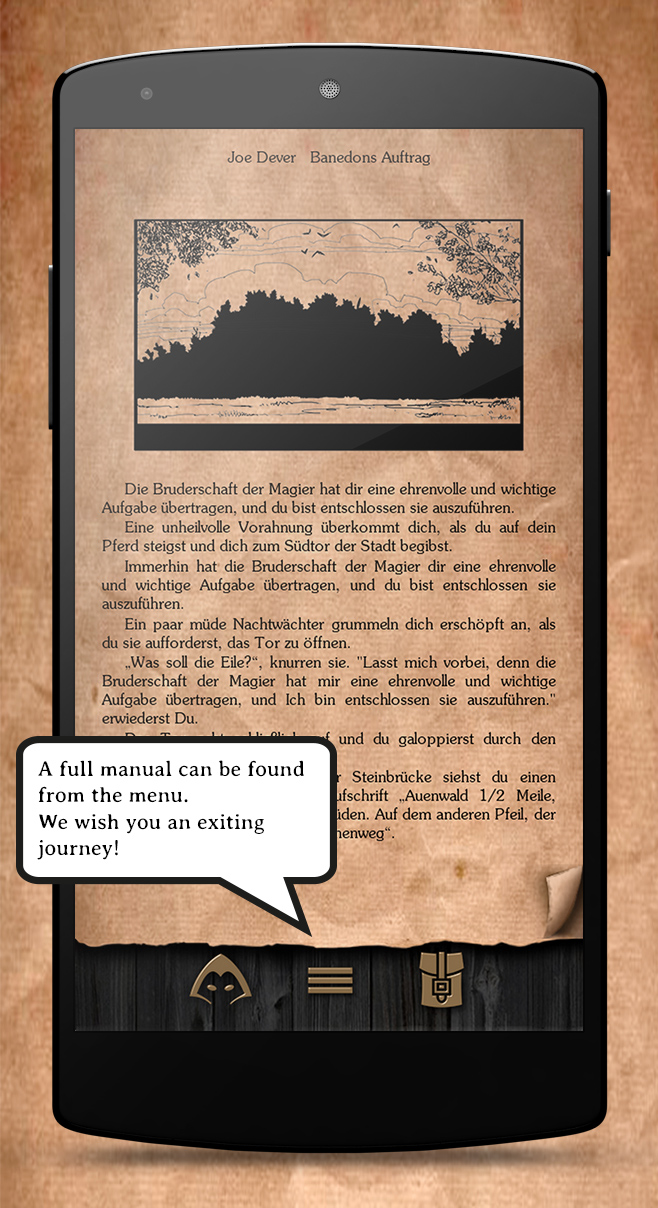 Joe Dever Banedons Auftrag
Die Bruderschaft der Magier hat dir eine ehrenvolle und wichtige
Aufgabe übertragen, und du bist entschlossen sie auszuführen.
Eine unheilvolle Vorahnung überkommt dich, als du auf dein
Pferd steigst und dich zum Südtor der Stadt begibst.
Immerhin hat die Bruderschaft der Magier dir eine ehrenvolle
und wichtige Aufgabe übertragen, und du bist entschlossen sie
auszuführen.
Ein paar müde Nachtwächter grummeln dich erschöpft an, als
du sie aufforderst, das Tor zu öffnen.
„Was soll die Eile?“, knurren sie. "Lasst mich vorbei, denn die
Bruderschaft der Magier hat mir eine ehrenvolle und wichtige
Aufgabe übertragen, und Ich bin entschlossen sie auszuführen."
erwiederst Du.
und du galoppierst durch den
Steinbrücke siehst du einen
ufschrift „Auenwald 1/2 Meile,
üden. Auf dem anderen Pfeil, der
nenweg“.
A full manual can be found
from the menu.
We wish you an exiting
journey!